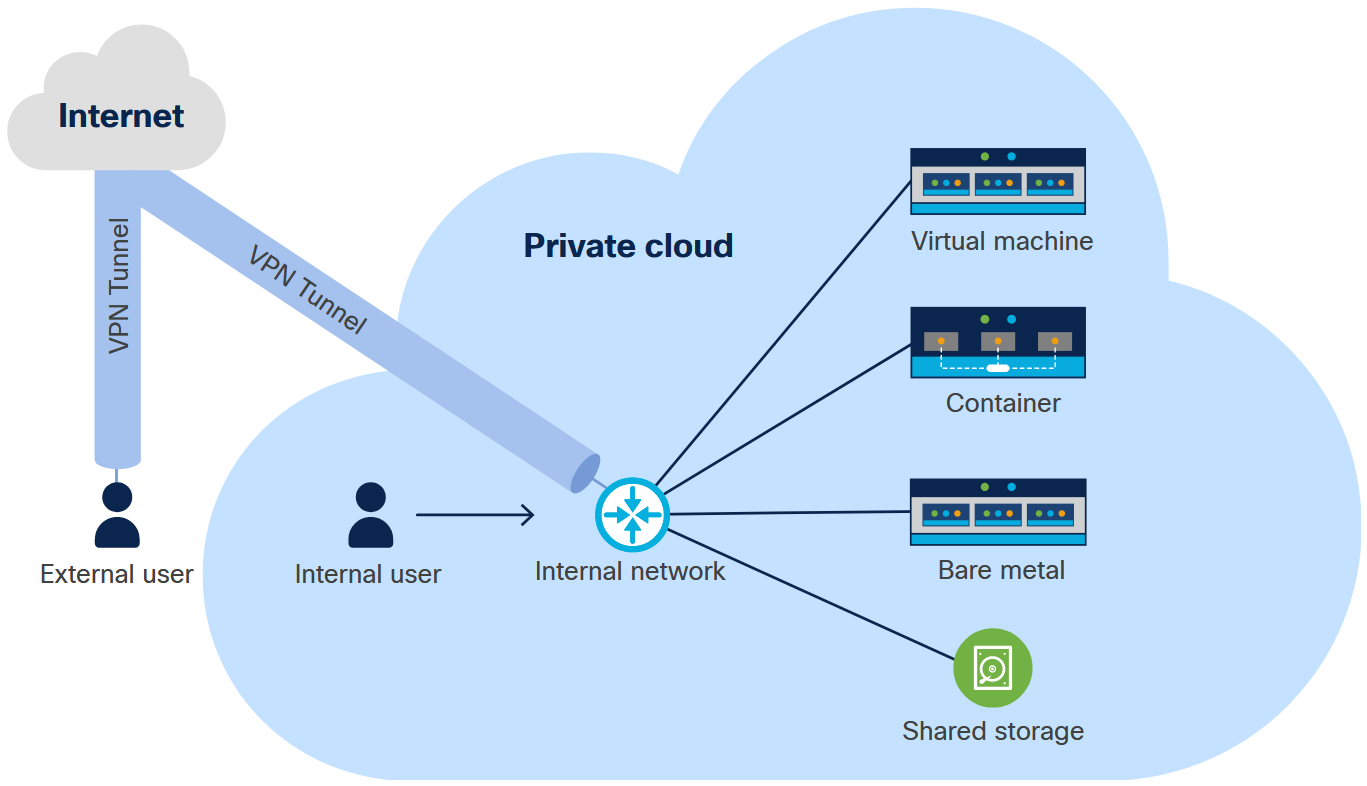 Internet
VPN Tunnel
VPN Tunnel
Private cloud
Virtual machine
Container
External user
Internal user
Internal network
Bare metal
Shared storage